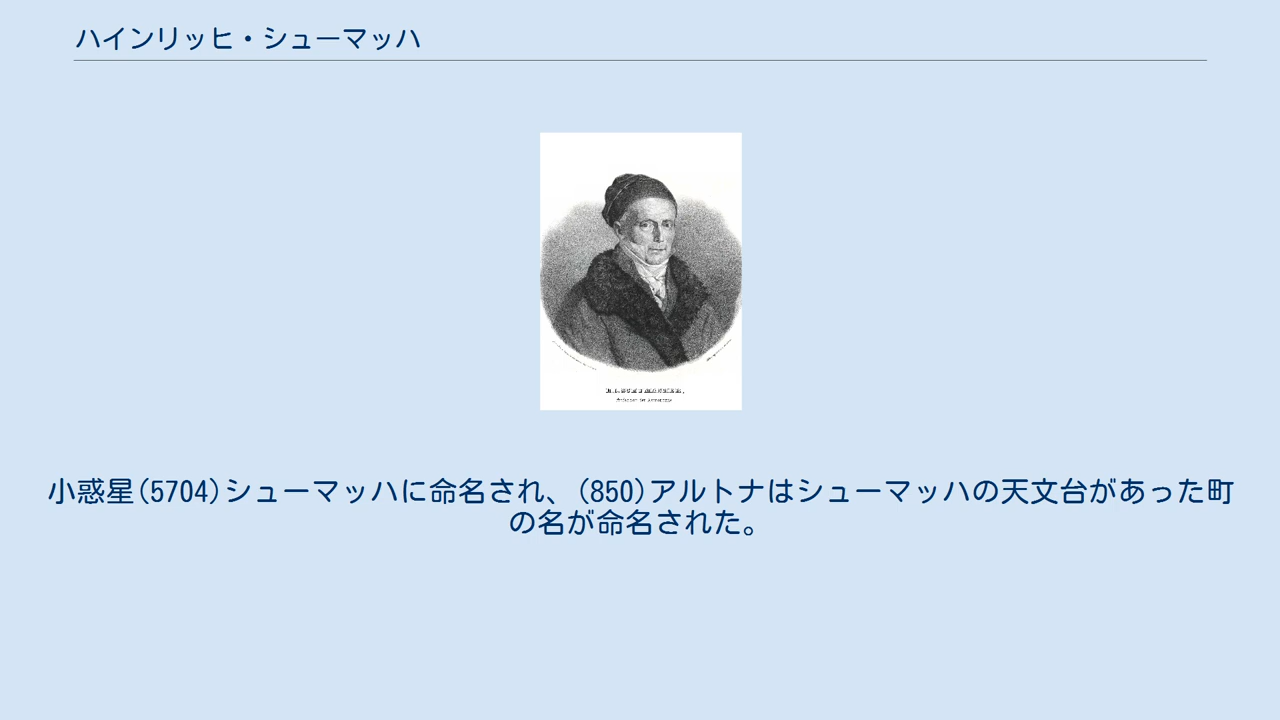 ハインリッヒ・シューマッハ
小惑星(5704)シューマッハに命名され、(850)アルトナはシューマッハの天文台があった町
の名が命名された。